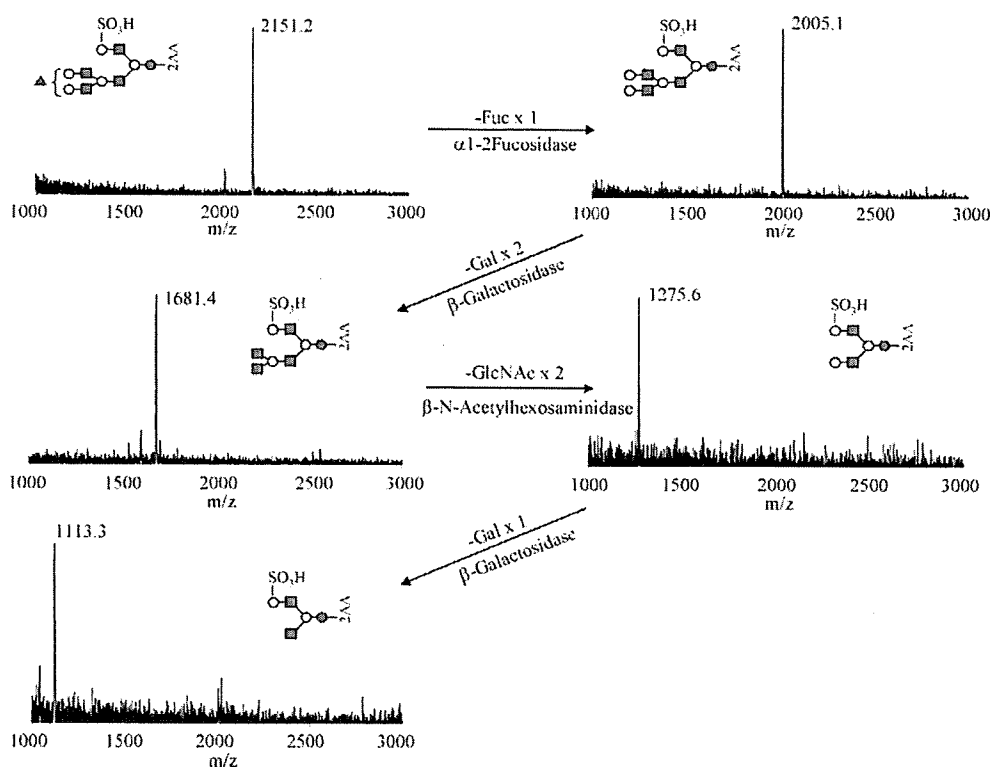 SO3H
2151.2
2AA
1000 1500 2000 2500 3000
m/z
-Fuc x 1
α1-2Fucosidase
SO3H
2005.1
2AA
1000 1500 2000 2500 3000
m/z
-Gal x 2
β-Galactosidase
1681.4
SO3H
2AA
1000 1500 2000 2500 3000
m/z
-GlcNAc x 2
β-N-Acetylhexosaminidase
1275.6
SO3H
2AA
1000 1500 2000 2500 3000
m/z
-Gal x 1
β-Galactosidase
1113.3
SO3H
2AA
1000 1500 2000 2500 3000
m/z